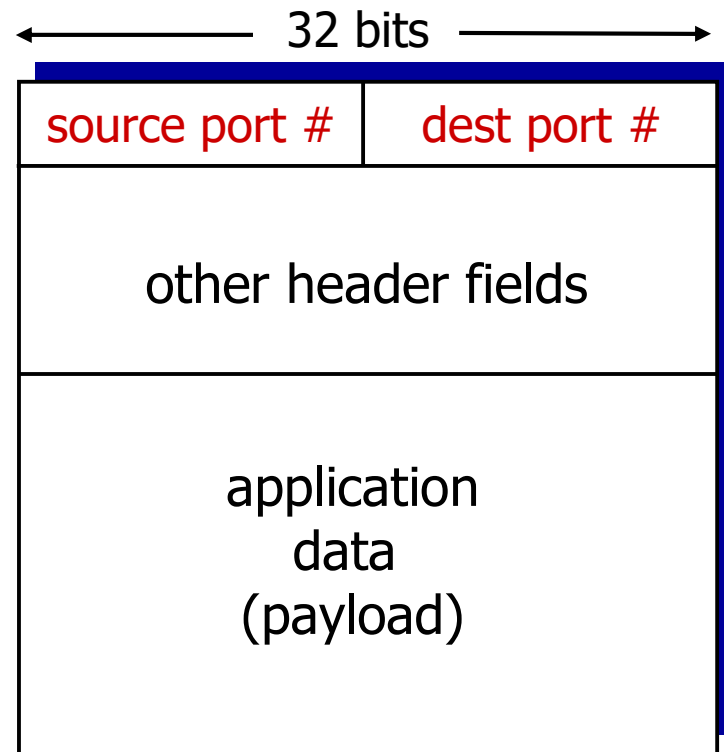 32 bits
source port # dest port #
other header fields
application
data
(payload)